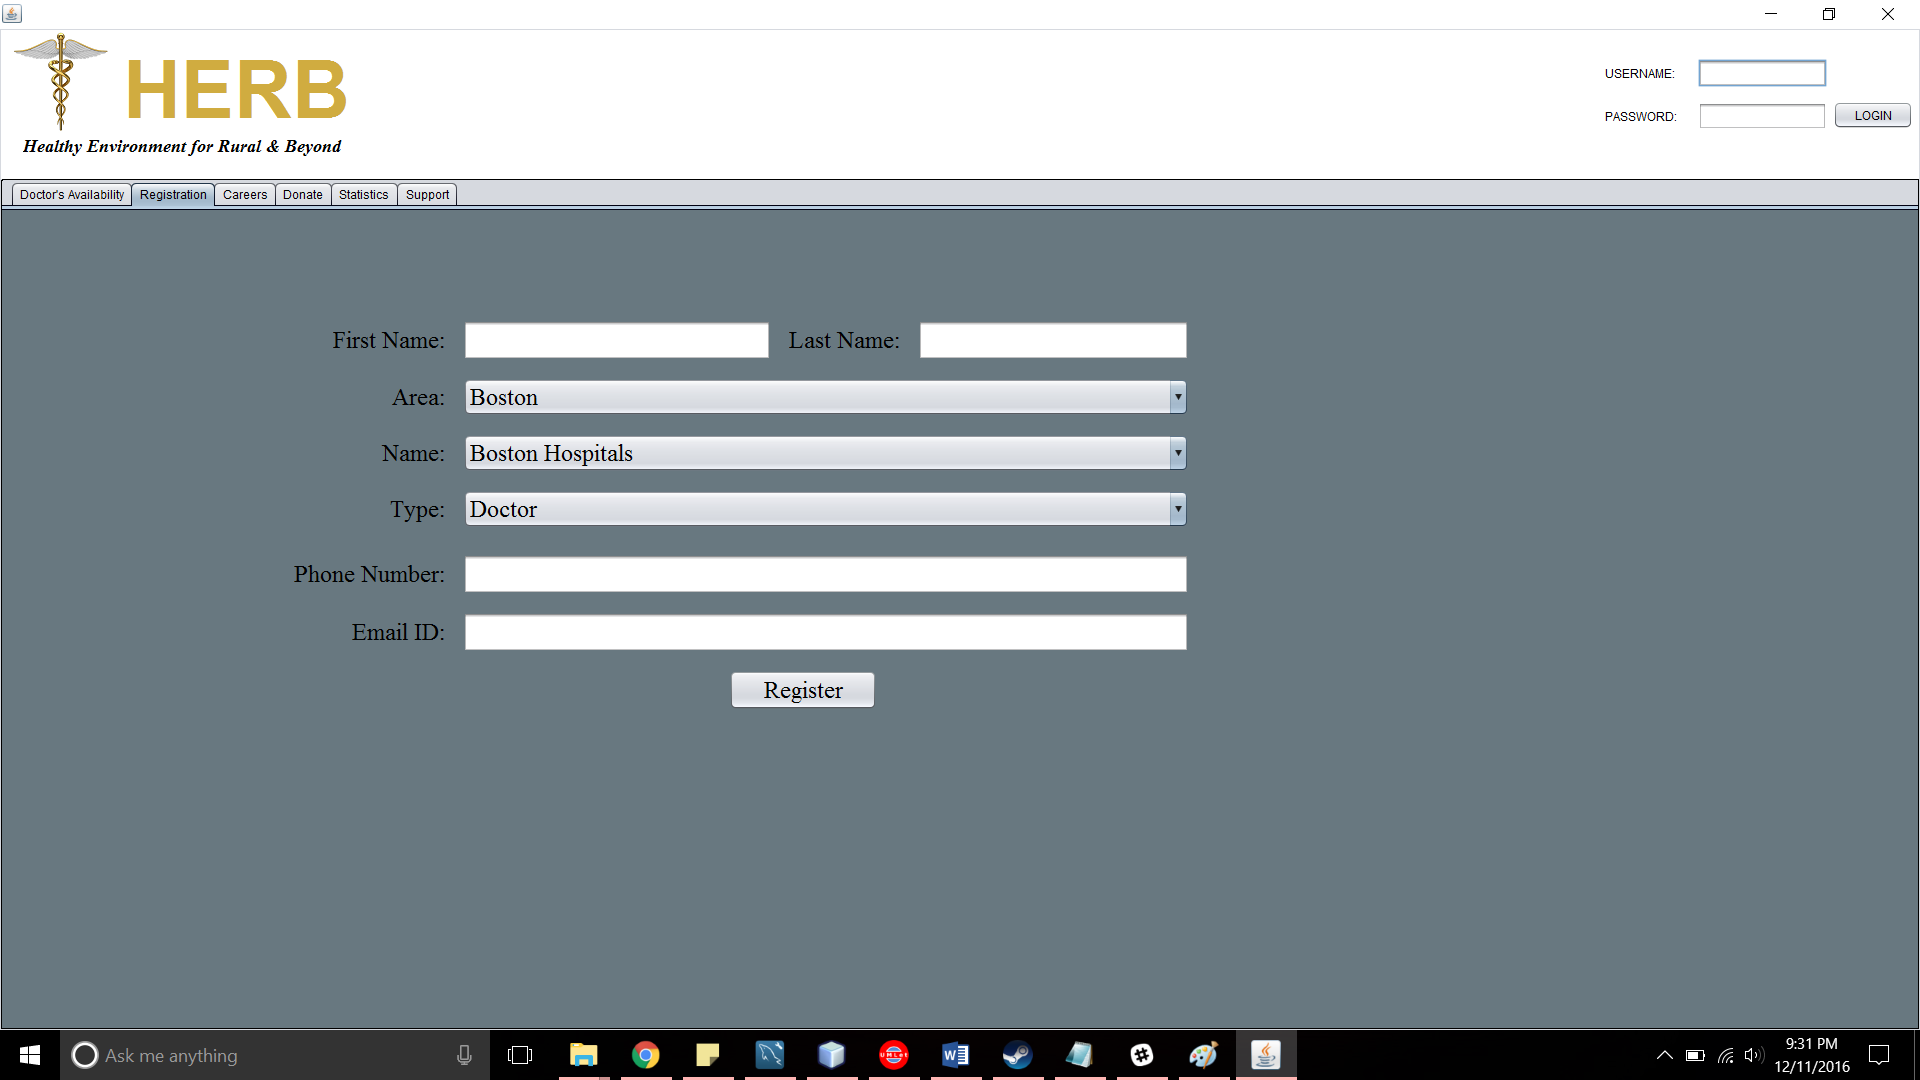 HERB
Healthy Environment for Rural & Beyond
USERNAME:
PASSWORD:
LOGIN
Doctor's Availability Registration Careers Donate Statistics Support
First Name: Last Name:
Area: Boston
Name: Boston Hospitals
Type: Doctor
Phone Number:
Email ID:
Register
Ask me anything
UMLet
9:31 PM
12/11/2016